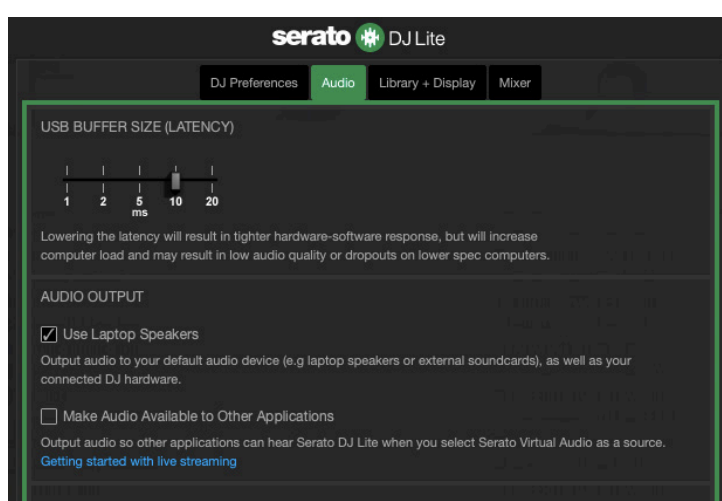 serato DJ Lite
DJ Preferences Audio Library + Display Mixer
USB BUFFER SIZE (LATENCY)
1 2 5 10 20
ms
Lowering the latency will result in tighter hardware-software response, but will increase
computer load and may result in low audio quality or dropouts on lower spec computers.
AUDIO OUTPUT
Use Laptop Speakers
Output audio to your default audio device (e.g laptop speakers or external soundcards), as well as your
connected DJ hardware.
Make Audio Available to Other Applications
Output audio so other applications can hear Serato DJ Lite when you select Serato Virtual Audio as a source.
Getting started with live streaming